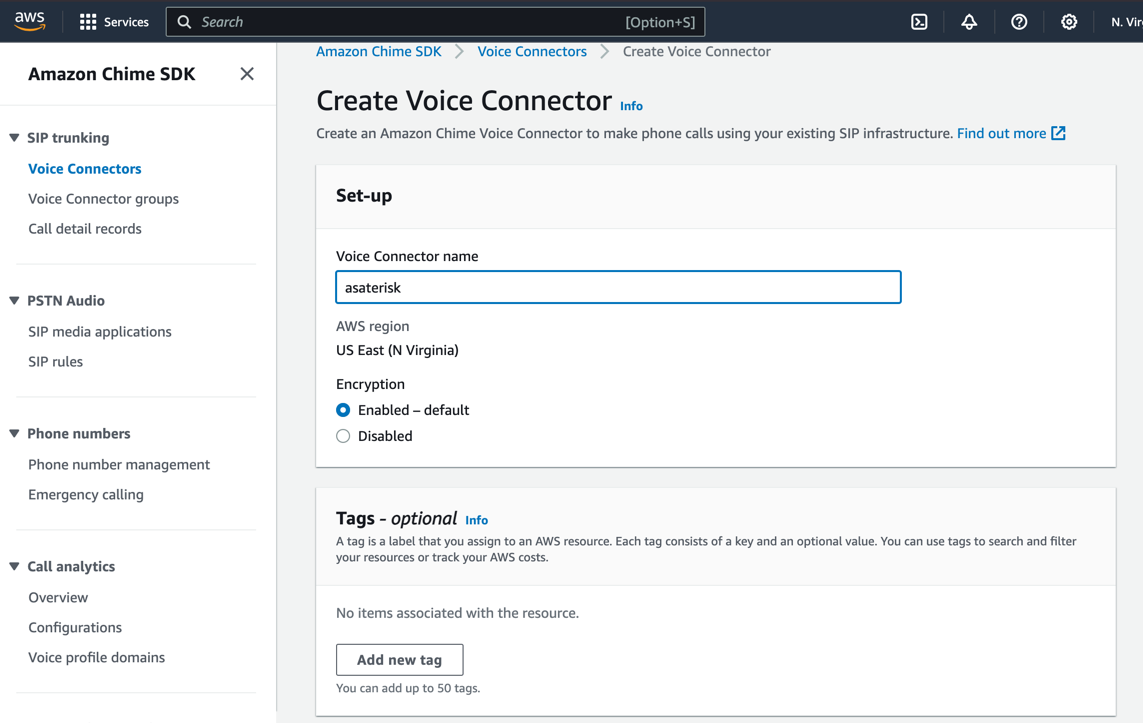 aws
Services
Search [Option+S]
N. Vir
Amazon Chime SDK
SIP trunking
Voice Connectors
Voice Connector groups
Call detail records
PSTN Audio
SIP media applications
SIP rules
Phone numbers
Phone number management
Emergency calling
Call analytics
Overview
Configurations
Voice profile domains
Amazon Chime SDK > Voice Connectors > Create Voice Connector
Create Voice Connector Info
Create an Amazon Chime Voice Connector to make phone calls using your existing SIP infrastructure. Find out more
Set-up
Voice Connector name
asaterisk
AWS region
US East (N Virginia)
Encryption
Enabled – default
Disabled
Tags - optional Info
A tag is a label that you assign to an AWS resource. Each tag consists of a key and an optional value. You can use tags to search and filter
your resources or track your AWS costs.
No items associated with the resource.
Add new tag
You can add up to 50 tags.